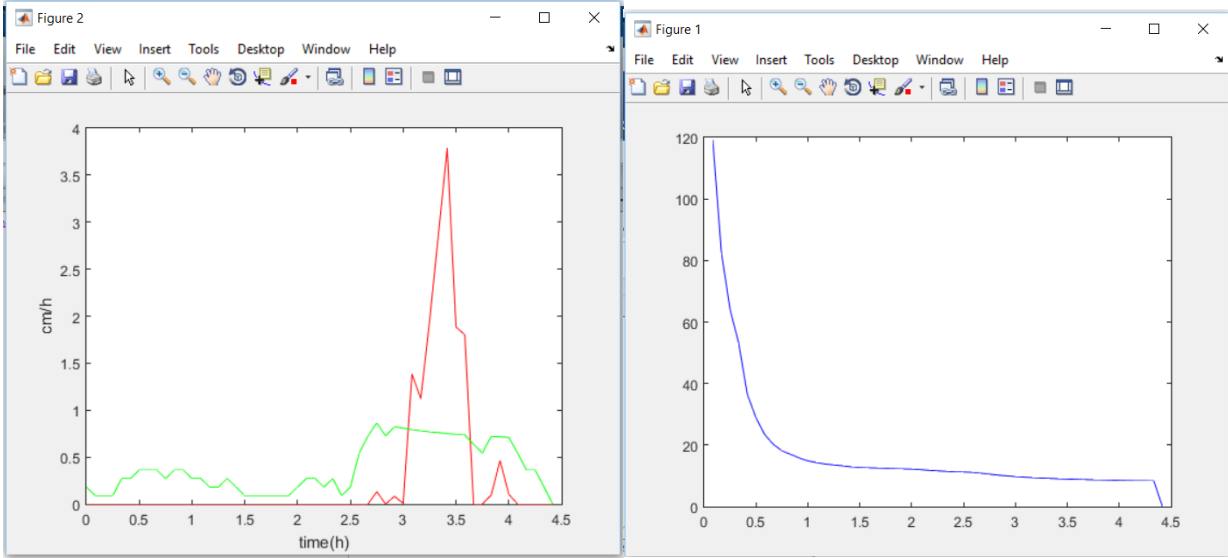 Figure 2
File Edit View Insert Tools Desktop Window Help
4
3.5
3
2.5
2
1.5
1
0.5
0
cm/h
0 0.5 1 1.5 2 2.5 3 3.5 4 4.5
time(h)
Figure 1
File Edit View Insert Tools Desktop Window Help
120
100
80
60
40
20
0
0 0.5 1 1.5 2 2.5 3 3.5 4 4.5